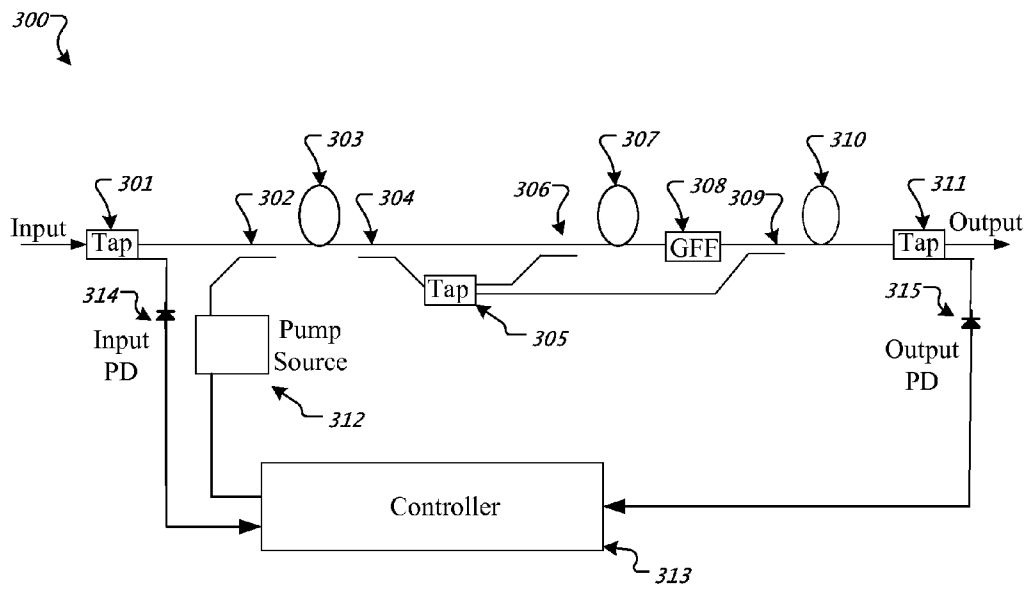 300
303
307
310
301
302
304
306
308
309
311
Input
Tap
GFF
Tap
Output
Tap
314
315
305
Input
PD
Pump
Source
Output
PD
312
Controller
313